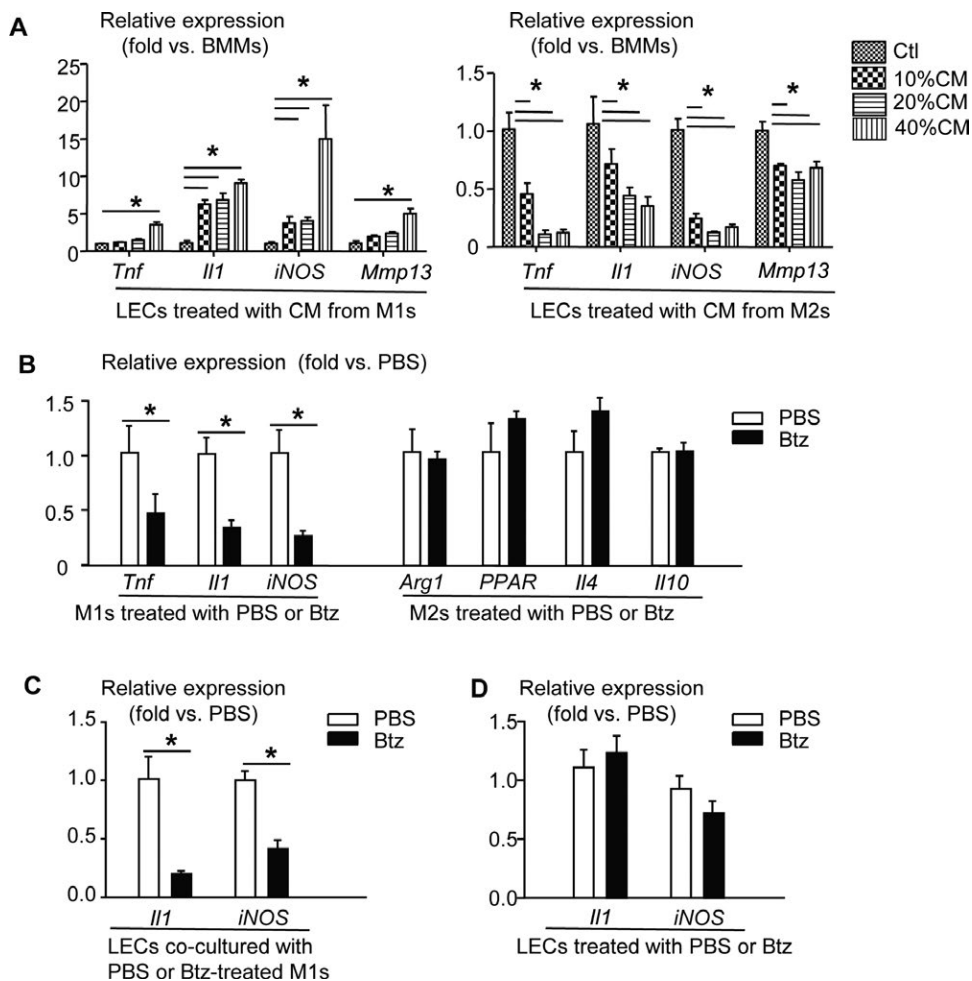 A
Relative expression
(fold vs. BMMs)
25
20
15
10
5
0
*
*
*
*
Tnf Il1 iNOS Mmp13
LECs treated with CM from M1s
Relative expression
(fold vs. BMMs)
1.5
1.0
0.5
0
*
*
*
*
Tnf Il1 iNOS Mmp13
LECs treated with CM from M2s
Ctl
10%CM
20%CM
40%CM
B
Relative expression (fold vs. PBS)
1.5
1.0
0.5
0
*
*
*
Tnf Il1 iNOS
M1s treated with PBS or Btz
Arg1 PPAR Il4 Il10
M2s treated with PBS or Btz
PBS
Btz
C
Relative expression
(fold vs. PBS)
1.5
1.0
0.5
0.0
*
*
PBS
Btz
Il1 iNOS
LECs co-cultured with
PBS or Btz-treated M1s
D
Relative expression
(fold vs. PBS)
1.5
1.0
0.5
0.0
PBS
Btz
Il1 iNOS
LECs treated with PBS or Btz